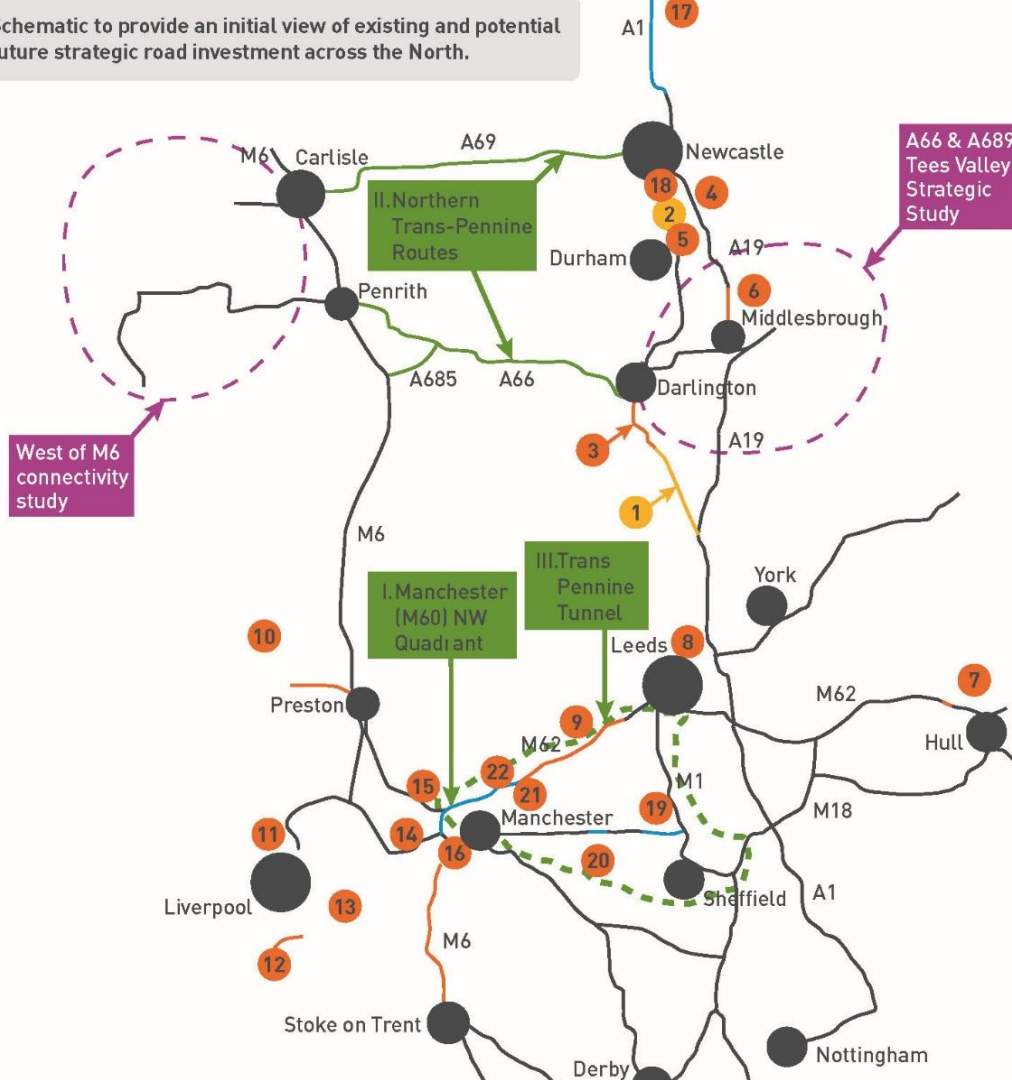 Schematic to provide an initial view of existing and potential
future strategic road investment across the North.
17
A1
A66 & A689
Tees Valley
Strategic
Study
M6
Carlisle
A69
Newcastle
II.Northern
Trans-Pennine
Routes
18
4
2
5
Durham
A19
Penrith
6
Middlesbrough
A685
A66
Darlington
A19
West of M6
connectivity
study
3
1
M6
III.Trans
Pennine
Tunnel
York
I.Manchester
(M60) NW
Quadrant
10
Leeds
8
7
M62
Preston
9
M62
Hull
22
15
21
M1
Manchester
19
M18
11
14
16
20
Liverpool
Sheffield
A1
13
M6
12
Stoke on Trent
Nottingham
Derby